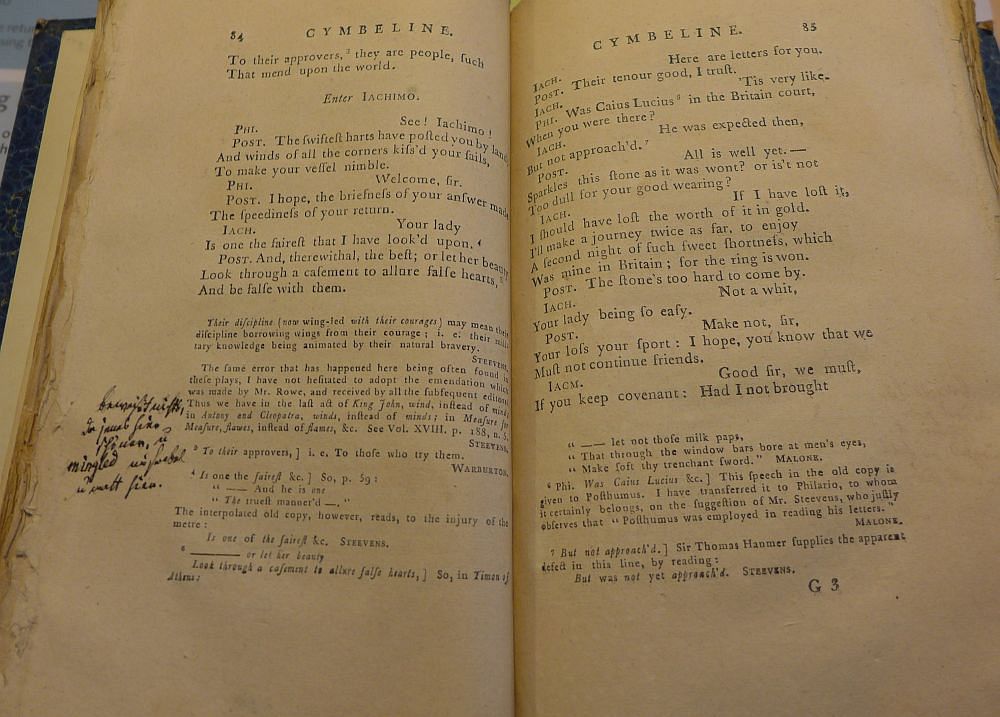 84
CYMBELINE.
To their approvers,³ they are people, ſuch
That mend upon the world.
Enter IACHIMO.
PHI. See! Iachimo!
POST. The ſwifteſt harts have poſted you by land;
And winds of all the corners kiſs'd your ſails,
To make your veſſel nimble.
PHI. Welcome, ſir.
POST. I hope, the briefneſs of your anſwer made
The ſpeedineſs of your return.
IACH. Your lady
Is one the faireſt that I have look'd upon.⁴
POST. And, therewithal, the beſt; or let her beauty
Look through a caſement to allure falſe hearts,⁵
And be falſe with them.
Their diſcipline (now wing-led with their courages) may mean their
diſcipline borrowing wings from their courage; i. e. their mili-
tary knowledge being animated by their natural bravery.
STEEVENS.
The ſame error that has happened here being often found in
theſe plays, I have not heſitated to adopt the emendation which
was made by Mr. Rowe, and received by all the ſubſequent editors.
Thus we have in the laſt act of King John, wind, inſtead of mind;
in Antony and Cleopatra, winds, inſtead of minds; in Meaſure for
Meaſure, flawes, inſtead of flames, &c. See Vol. XVIII. p. 188, n. 5.
STEEVENS.
³ To their approvers,] i. e. To thoſe who try them.
WARBURTON.
⁴ Is one the faireſt &c.] So, p. 59:
" —— And he is one
" The trueſt manner'd —."
The interpolated old copy, however, reads, to the injury of the
metre:
Is one of the faireſt &c. STEEVENS.
⁵ ———— or let her beauty
Look through a caſement to allure falſe hearts,] So, in Timon of
Athens:
mingled
CYMBELINE.
85
IACH. Here are letters for you.
POST. Their tenour good, I truſt.
IACH. 'Tis very like.
PHI. Was Caius Lucius⁶ in the Britain court,
When you were there?
IACH. He was expected then,
But not approach'd.⁷
POST. All is well yet.—
Sparkles this ſtone as it was wont? or is't not
Too dull for your good wearing?
IACH. If I have loſt it,
I ſhould have loſt the worth of it in gold.
I'll make a journey twice as far, to enjoy
A ſecond night of ſuch ſweet ſhortneſs, which
Was mine in Britain; for the ring is won.
POST. The ſtone's too hard to come by.
IACH. Not a whit,
Your lady being ſo eaſy.
POST. Make not, ſir,
Your loſs your ſport: I hope, you know that we
Muſt not continue friends.
IACM. Good ſir, we muſt,
If you keep covenant: Had I not brought
" —— let not thoſe milk paps,
" That through the window bars bore at men's eyes,
" Make ſoft thy trenchant ſword." MALONE.
⁶ Phi. Was Caius Lucius &c.] This ſpeech in the old copy is
given to Poſthumus. I have transferred it to Philario, to whom
it certainly belongs, on the ſuggeſtion of Mr. Steevens, who juſtly
obſerves that " Poſthumus was employed in reading his letters."
MALONE.
⁷ But not approach'd.] Sir Thomas Hanmer ſupplies the apparent
defect in this line, by reading:
But was not yet approach'd. STEEVENS.
G 3